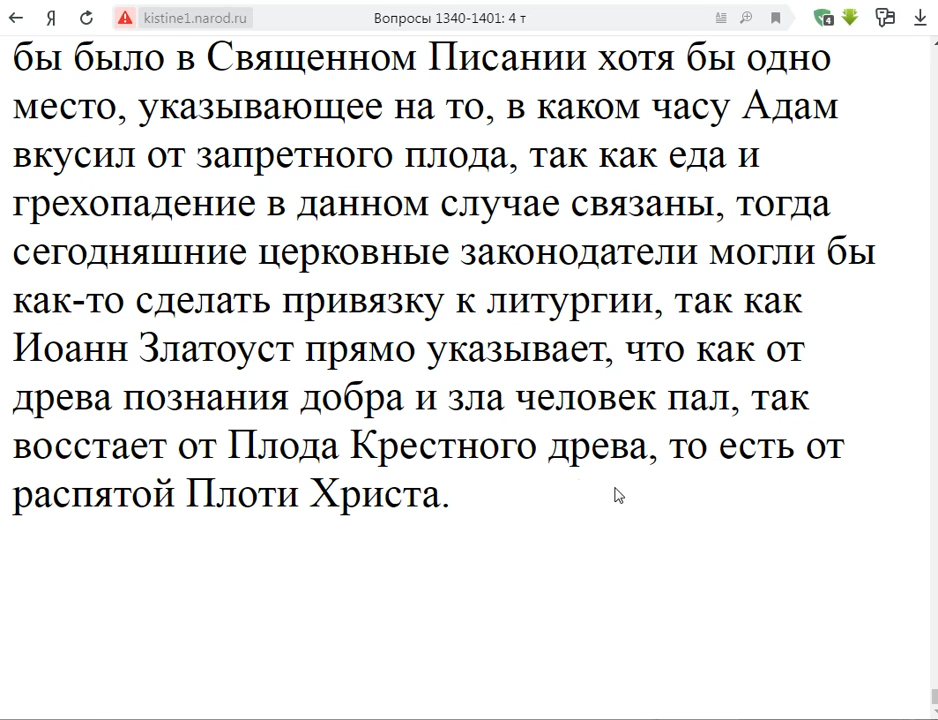 Я kistine1.narod.ru Вопросы 1340-1401: 4 т 4
бы было в Священном Писании хотя бы одно
место, указывающее на то, в каком часу Адам
вкусил от запретного плода, так как еда и
грехопадение в данном случае связаны, тогда
сегодняшние церковные законодатели могли бы
как-то сделать привязку к литургии, так как
Иоанн Златоуст прямо указывает, что как от
древа познания добра и зла человек пал, так
восстает от Плода Крестного древа, то есть от
распятой Плоти Христа.